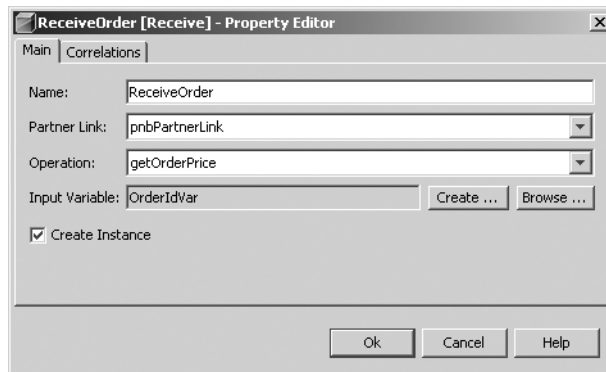 ReceiveOrder [Receive] - Property Editor
Main Correlations
Name: ReceiveOrder
Partner Link: pnbPartnerLink
Operation: getOrderPrice
Input Variable: OrderIdVar Create ... Browse ...
Create Instance
Ok Cancel Help